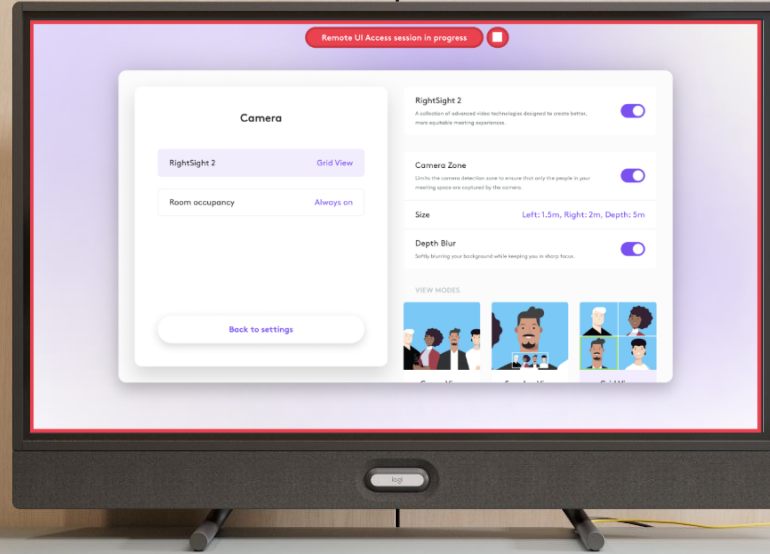 Remote UI Access session in progress
Camera
RightSight 2
Grid View
Room occupancy
Always on
Back to settings
RightSight 2
A collection of advanced video technologies designed to create better,
more equitable meeting experiences.
Camera Zone
Limits the camera detection zone to ensure that only the people in your
meeting space are captured by the camera.
Size
Left: 1.5m, Right: 2m, Depth: 5m
Depth Blur
Softly blurring your background while keeping you in sharp focus.
VIEW MODES
Grid View
logi